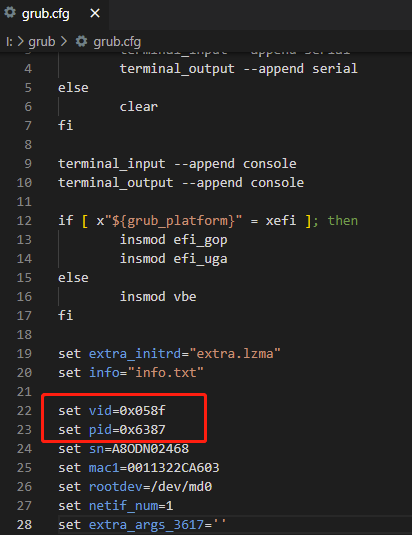 grub.cfg
I: > grub > grub.cfg
terminal_input --append serial
4 terminal_output --append serial
5 else
6 clear
7 fi
8
9 terminal_input --append console
10 terminal_output --append console
11
12 if [ x"${grub_platform}" = xefi ]; then
13 insmod efi_gop
14 insmod efi_uga
15 else
16 insmod vbe
17 fi
18
19 set extra_initrd="extra.lzma"
20 set info="info.txt"
21
22 set vid=0x058f
23 set pid=0x6387
24 set sn=A8ODN02468
25 set mac1=0011322CA603
26 set rootdev=/dev/md0
27 set netif_num=1
28 set extra_args_3617=''